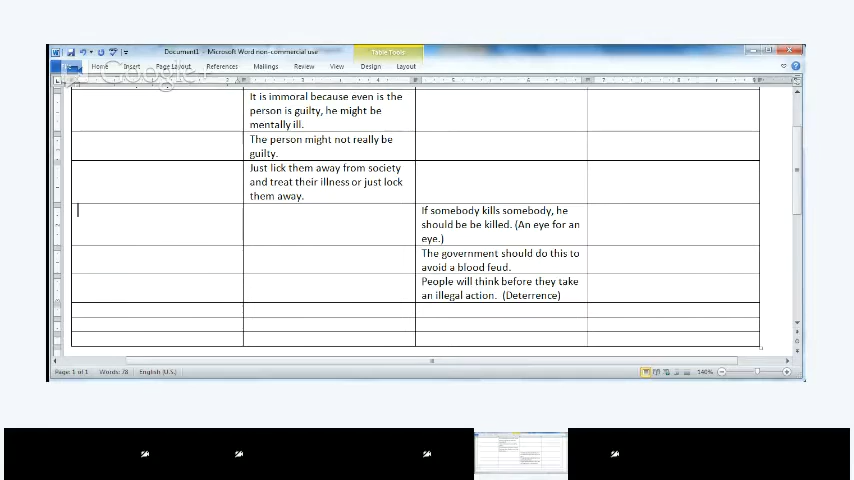 Document1 - Microsoft Word non-commercial use
Table Tools
Home Insert Page Layout References Mailings Review View Design Layout
Google+
It is immoral because even is the
person is guilty, he might be
mentally ill.
The person might not really be
guilty.
Just lick them away from society
and treat their illness or just lock
them away.
If somebody kills somebody, he
should be be killed. (An eye for an
eye.)
The government should do this to
avoid a blood feud.
People will think before they take
an illegal action. (Deterrence)
Page: 1 of 1 Words: 78 English (U.S.) 140%